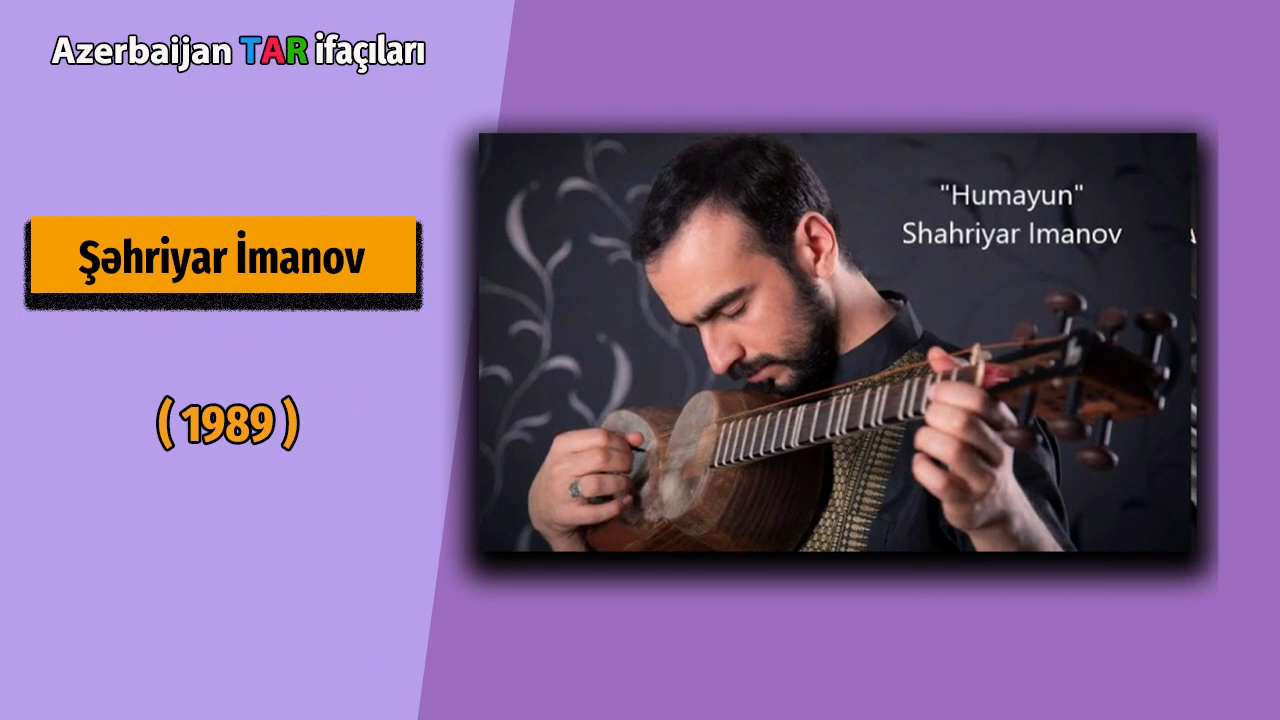 Azerbaijan TAR ifaçıları
Şəhriyar İmanov
( 1989 )
"Humayun"
Shahriyar Imanov